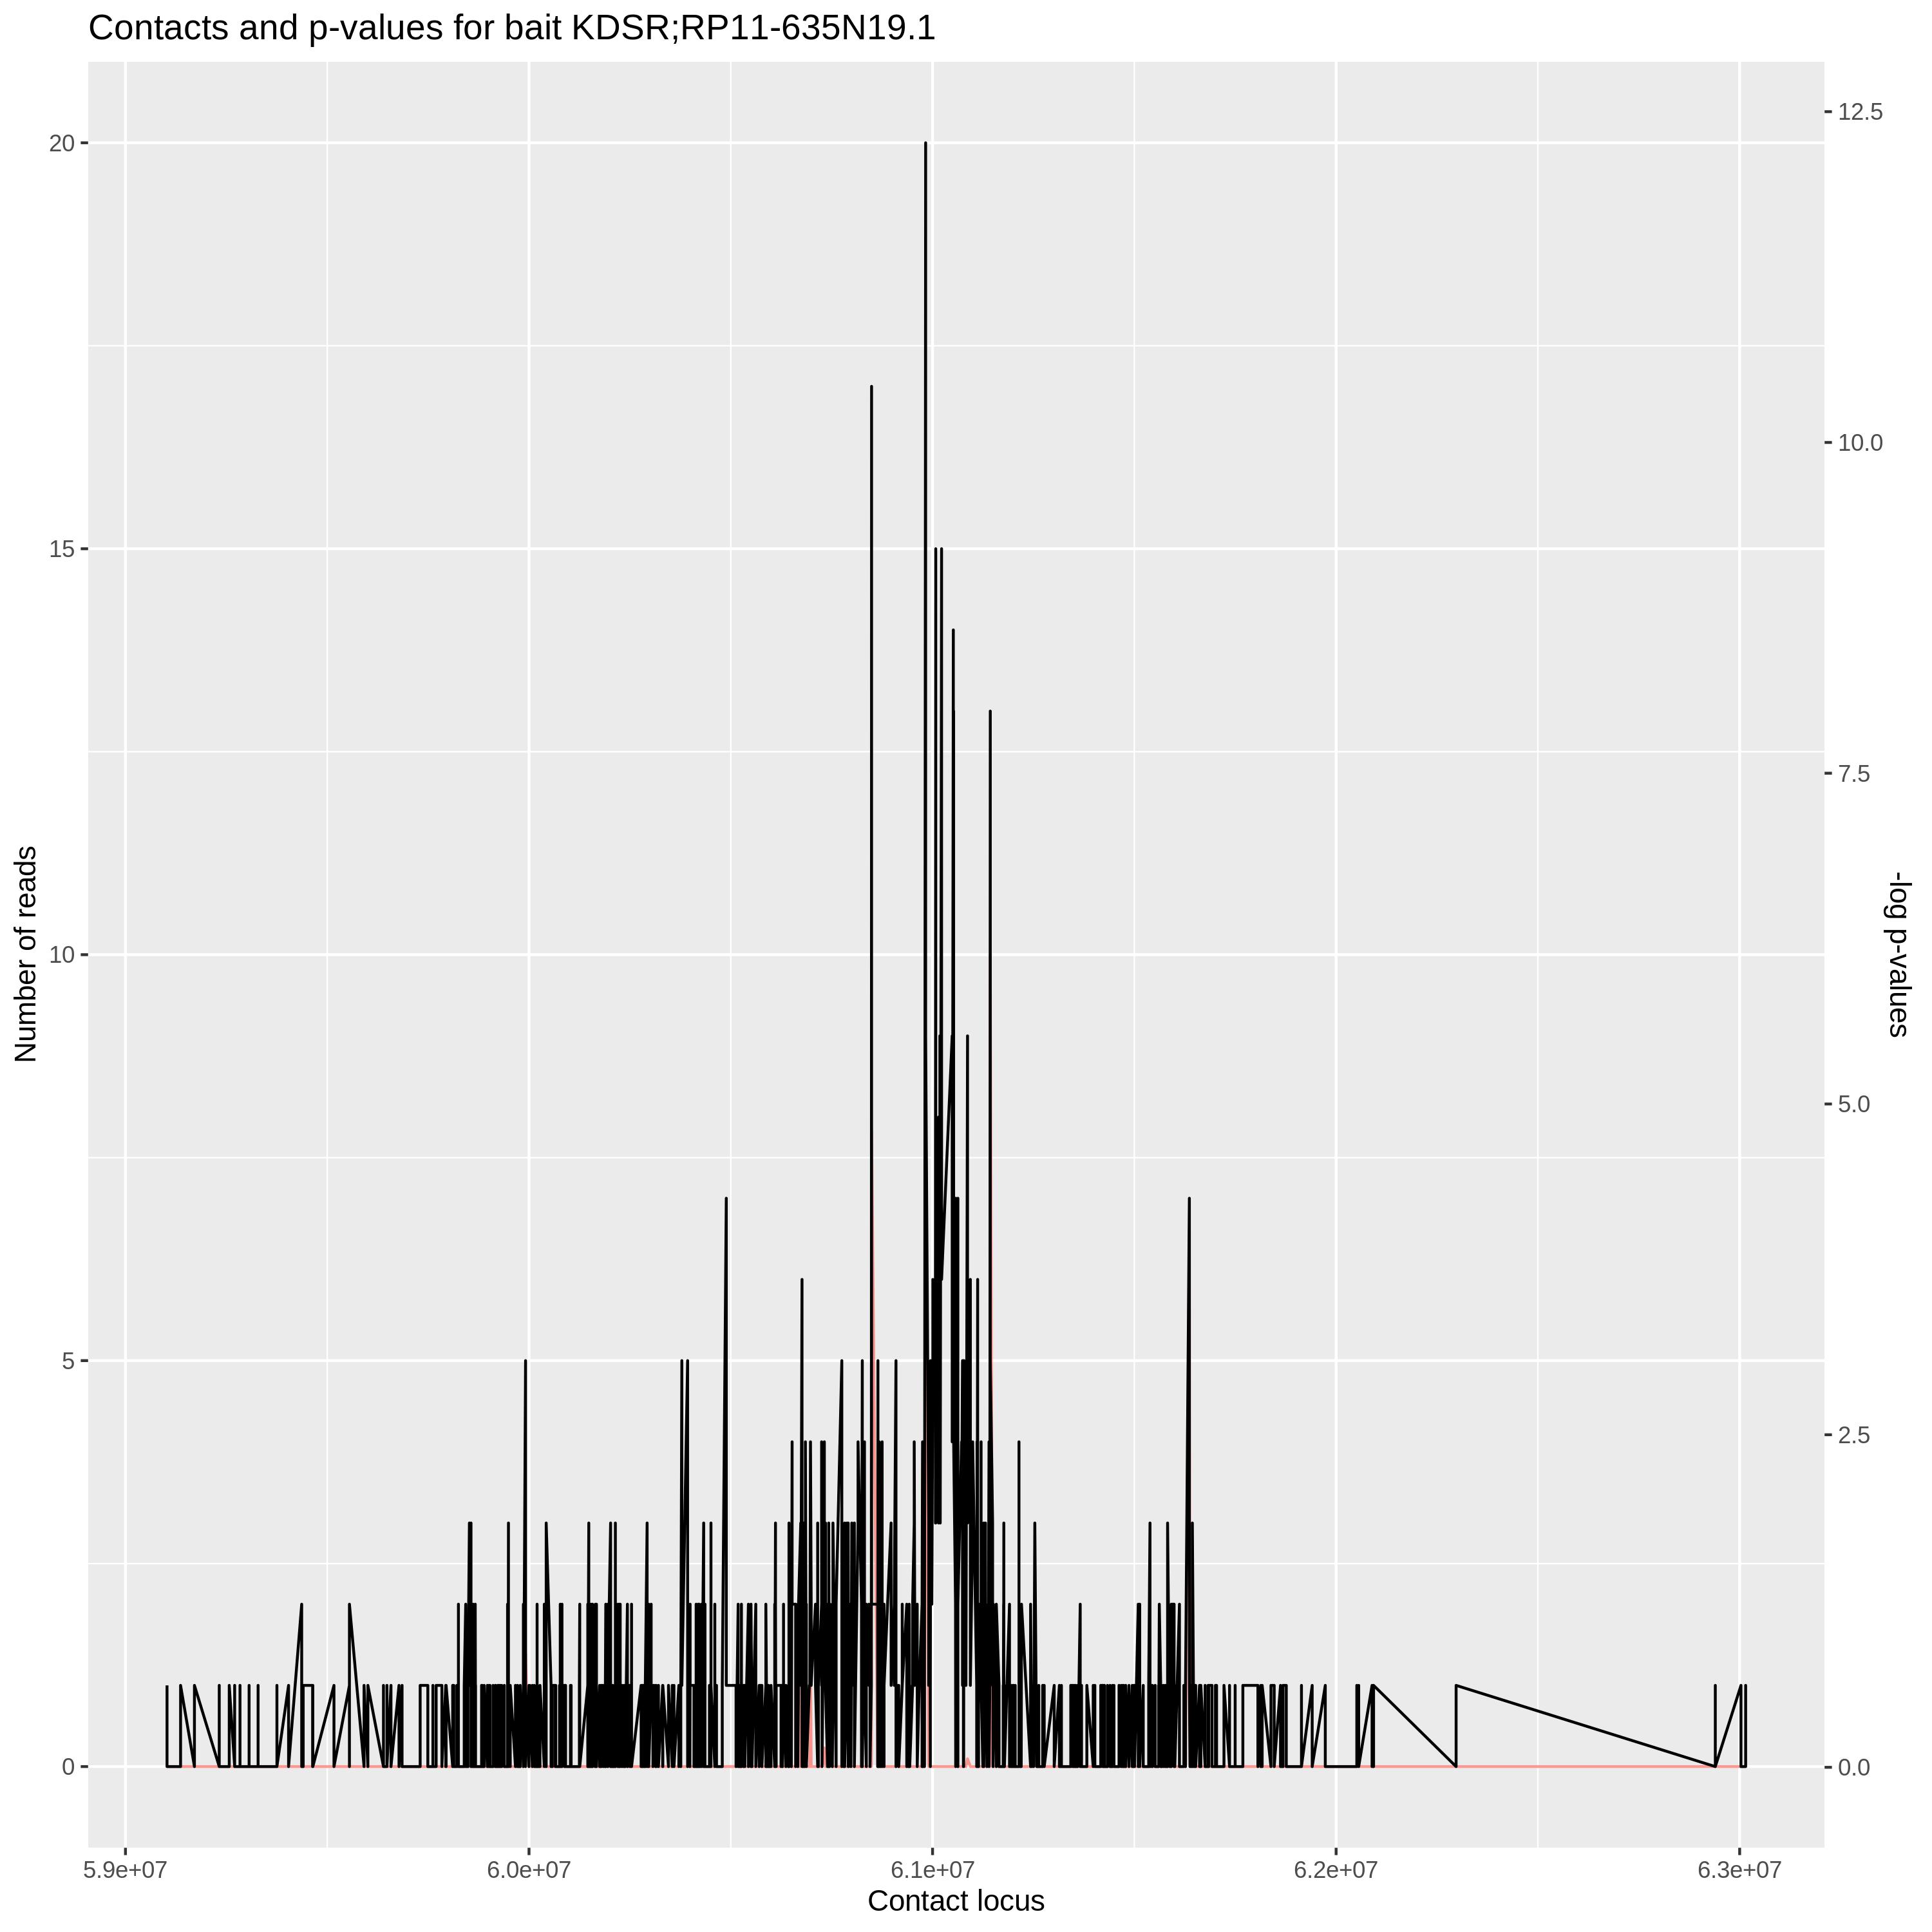 Contacts and p-values for bait KDSR;RP11-635N19.1
20
15
10
5
0
Number of reads
12.5
10.0
7.5
5.0
2.5
0.0
-log p-values
5.9e+07
6.0e+07
6.1e+07
6.2e+07
6.3e+07
Contact locus